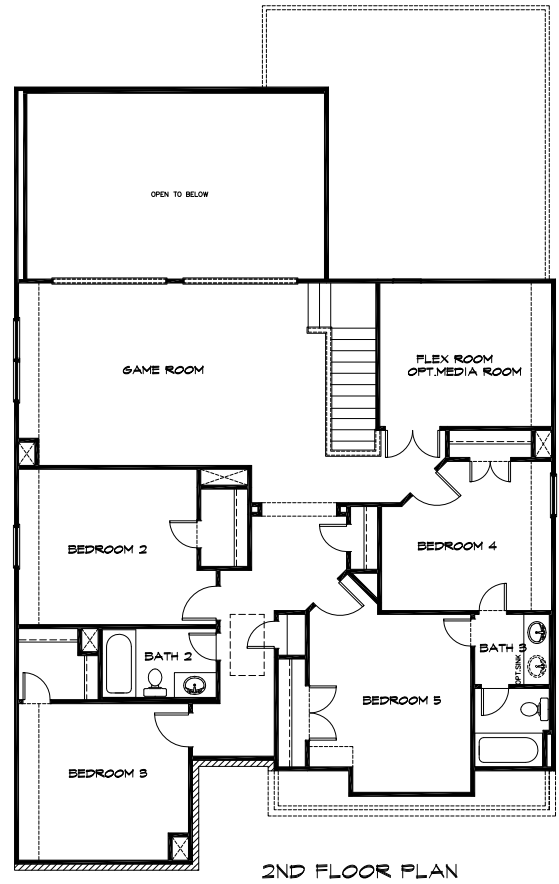 OPEN TO BELOW
GAME ROOM
FLEX ROOM
OPT.MEDIA ROOM
BEDROOM 2
BEDROOM 4
BATH 2
BATH 3
OPT.SINK
BEDROOM 5
BEDROOM 3
2ND FLOOR PLAN